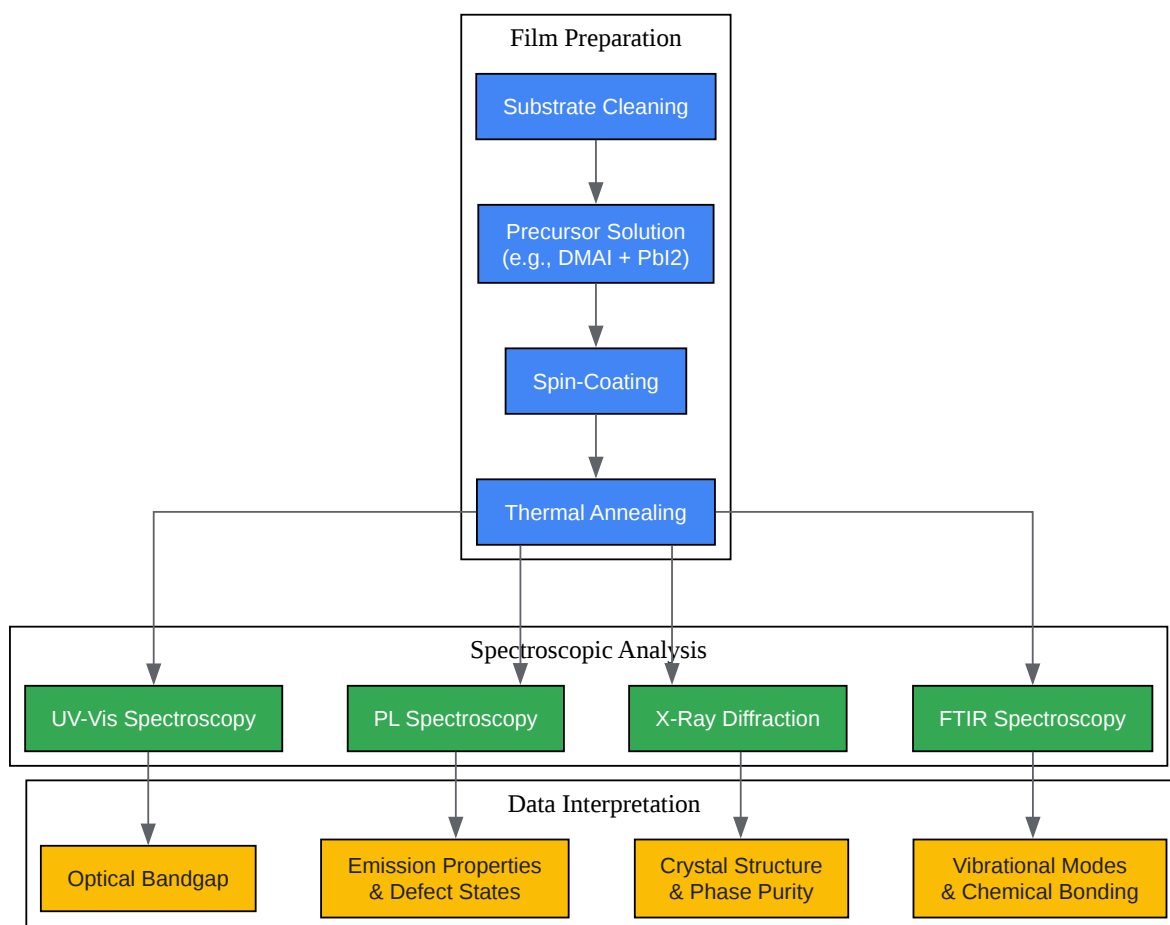 Film Preparation
Substrate Cleaning
Precursor Solution
(e.g., DMAI + PbI2)
Spin-Coating
Thermal Annealing
Spectroscopic Analysis
UV-Vis Spectroscopy
PL Spectroscopy
X-Ray Diffraction
FTIR Spectroscopy
Data Interpretation
Optical Bandgap
Emission Properties
& Defect States
Crystal Structure
& Phase Purity
Vibrational Modes
& Chemical Bonding